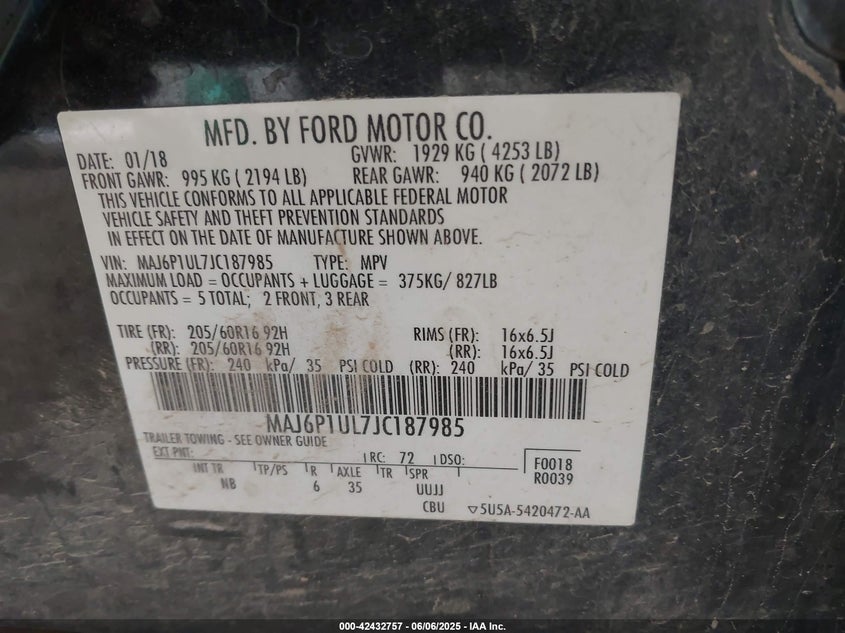 MFD. BY FORD MOTOR CO.
DATE: 01/18 GVWR: 1929 KG ( 4253 LB)
FRONT GAWR: 995 KG ( 2194 LB) REAR GAWR: 940 KG ( 2072 LB)
THIS VEHICLE CONFORMS TO ALL APPLICABLE FEDERAL MOTOR
VEHICLE SAFETY AND THEFT PREVENTION STANDARDS
IN EFFECT ON THE DATE OF MANUFACTURE SHOWN ABOVE.
VIN: MAJ6P1UL7JC187985 TYPE: MPV
MAXIMUM LOAD = OCCUPANTS + LUGGAGE = 375KG/ 827LB
OCCUPANTS = 5 TOTAL; 2 FRONT, 3 REAR
TIRE (FR): 205/60R16 92H RIMS (FR): 16x6.5J
(RR): 205/60R16 92H (RR): 16x6.5J
PRESSURE (FR): 240 kPa/ 35 PSI COLD (RR): 240 kPa/ 35 PSI COLD
MAJ6P1UL7JC187985
TRAILER TOWING - SEE OWNER GUIDE
EXT PNT: RC: 72 DSO: F0018
R0039
INT TR TP/PS R AXLE TR SPR
NB 6 35 UUJJ
CBU ▽5U5A-5420472-AA
000-42432757 - 06/06/2025 - IAA Inc.